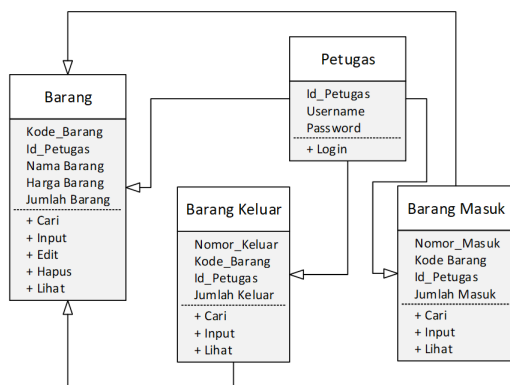 Petugas
Id_Petugas
Username
Password
+ Login
Barang
Kode_Barang
Id_Petugas
Nama Barang
Harga Barang
Jumlah Barang
+ Cari
+ Input
+ Edit
+ Hapus
+ Lihat
Barang Keluar
Nomor_Keluar
Kode_Barang
Id_Petugas
Jumlah Keluar
+ Cari
+ Input
+ Lihat
Barang Masuk
Nomor_Masuk
Kode Barang
Id_Petugas
Jumlah Masuk
+ Cari
+ Input
+ Lihat